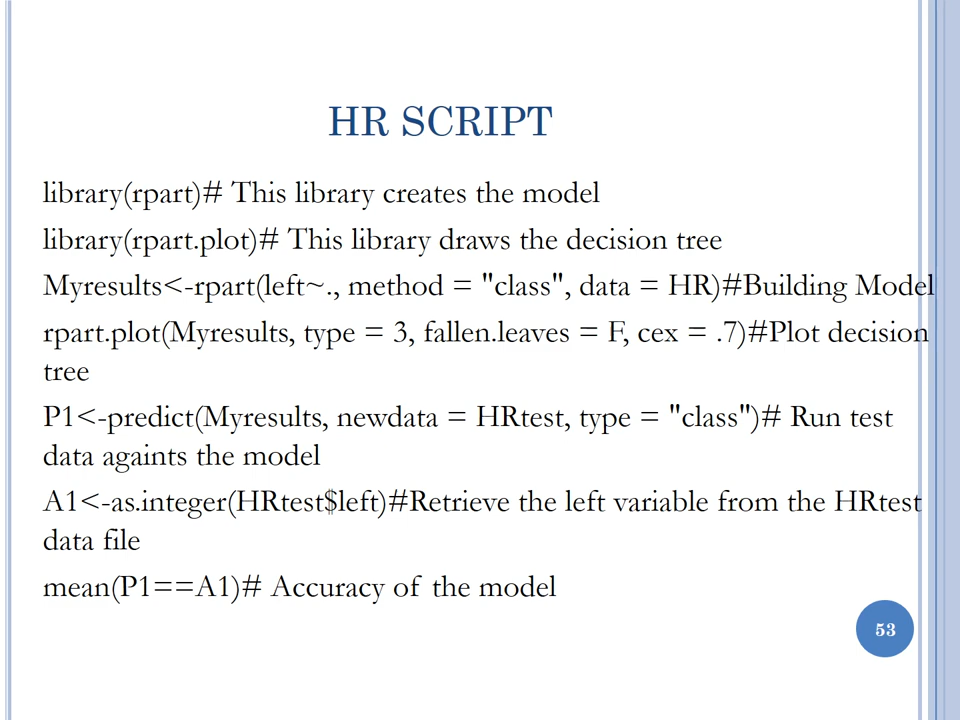 HR SCRIPT
library(rpart)# This library creates the model
library(rpart.plot)# This library draws the decision tree
Myresults<-rpart(left~., method = "class", data = HR)#Building Model
rpart.plot(Myresults, type = 3, fallen.leaves = F, cex = .7)#Plot decision
tree
P1<-predict(Myresults, newdata = HRtest, type = "class")# Run test
data againts the model
A1<-as.integer(HRtest$left)#Retrieve the left variable from the HRtest
data file
mean(P1==A1)# Accuracy of the model
53